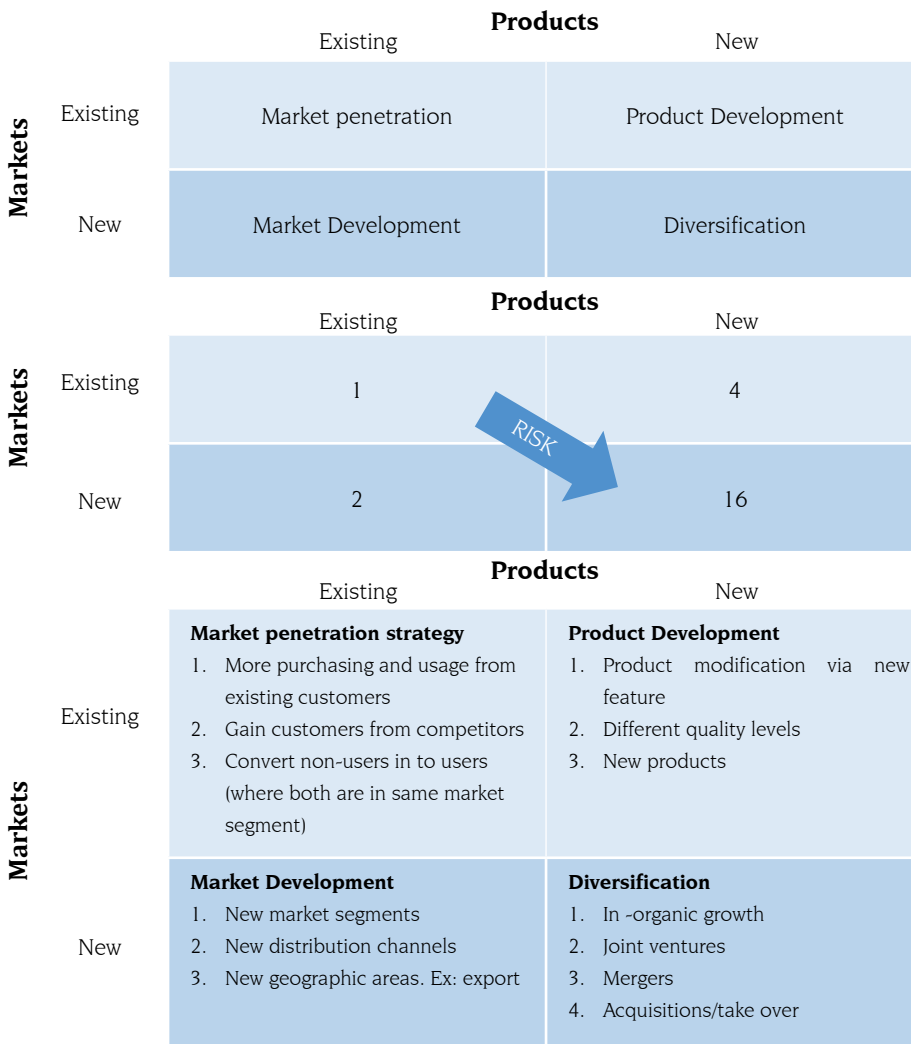 Products
Existing New
Markets
Existing
Market penetration
Product Development
New
Market Development
Diversification
Products
Existing New
Markets
Existing
1
4
RISK
New
2
16
Products
Existing New
Markets
Existing
Market penetration strategy
1. More purchasing and usage from
existing customers
2. Gain customers from competitors
3. Convert non-users in to users
(where both are in same market
segment)
Product Development
1. Product modification via new
feature
2. Different quality levels
3. New products
New
Market Development
1. New market segments
2. New distribution channels
3. New geographic areas. Ex: export
Diversification
1. In -organic growth
2. Joint ventures
3. Mergers
4. Acquisitions/take over